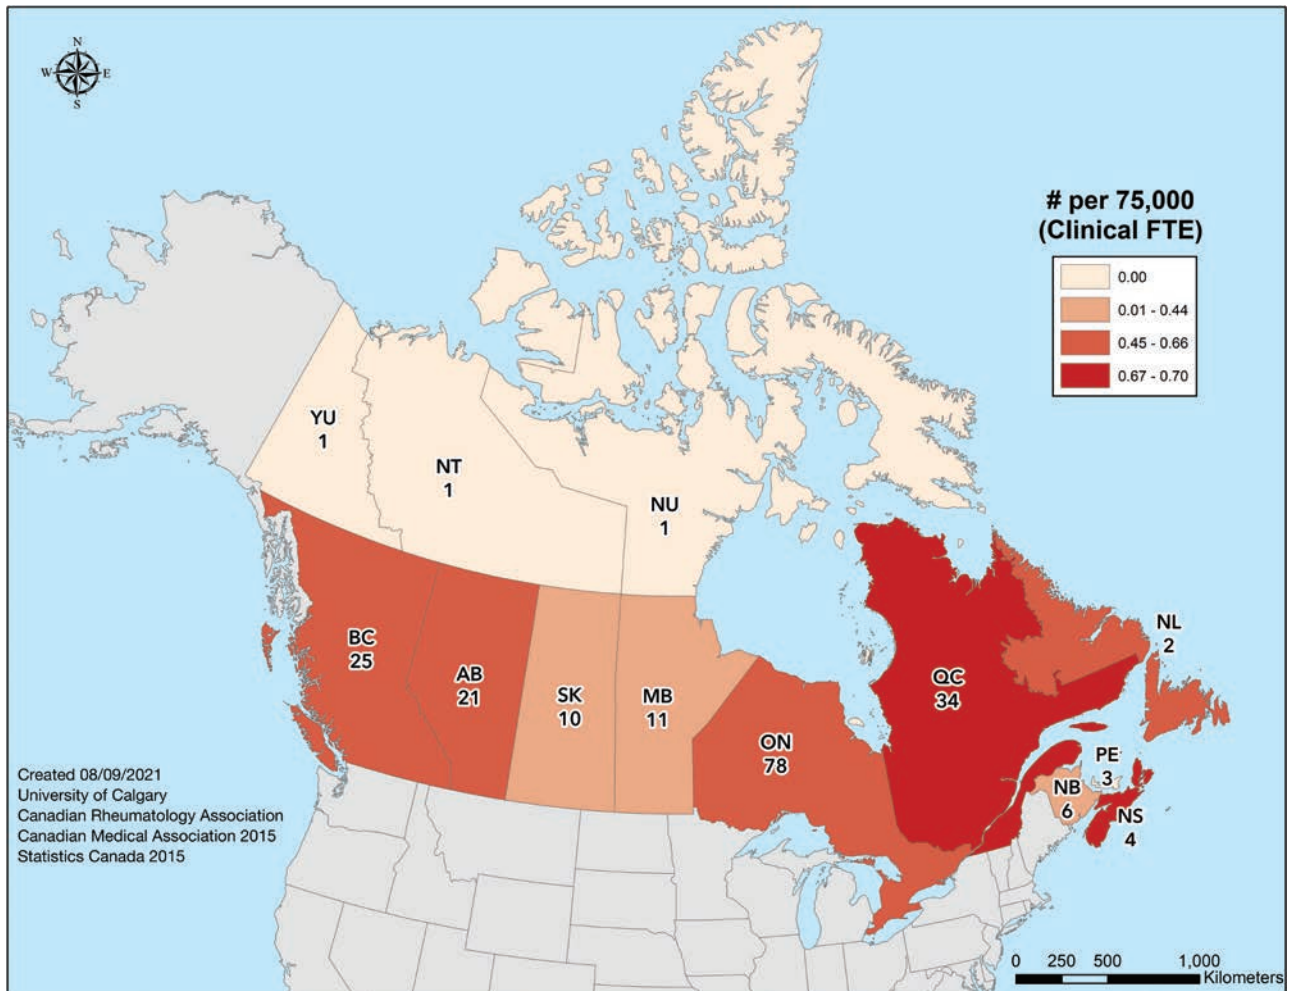 N
W E
S
# per 75,000
(Clinical FTE)
0.00
0.01 - 0.44
0.45 - 0.66
0.67 - 0.70
YU
1
NT
1
NU
1
BC
25
AB
21
SK
10
MB
11
ON
78
QC
34
NL
2
PE
3
NB
6
NS
4
Created 08/09/2021
University of Calgary
Canadian Rheumatology Association
Canadian Medical Association 2015
Statistics Canada 2015
0 250 500 1,000
Kilometers